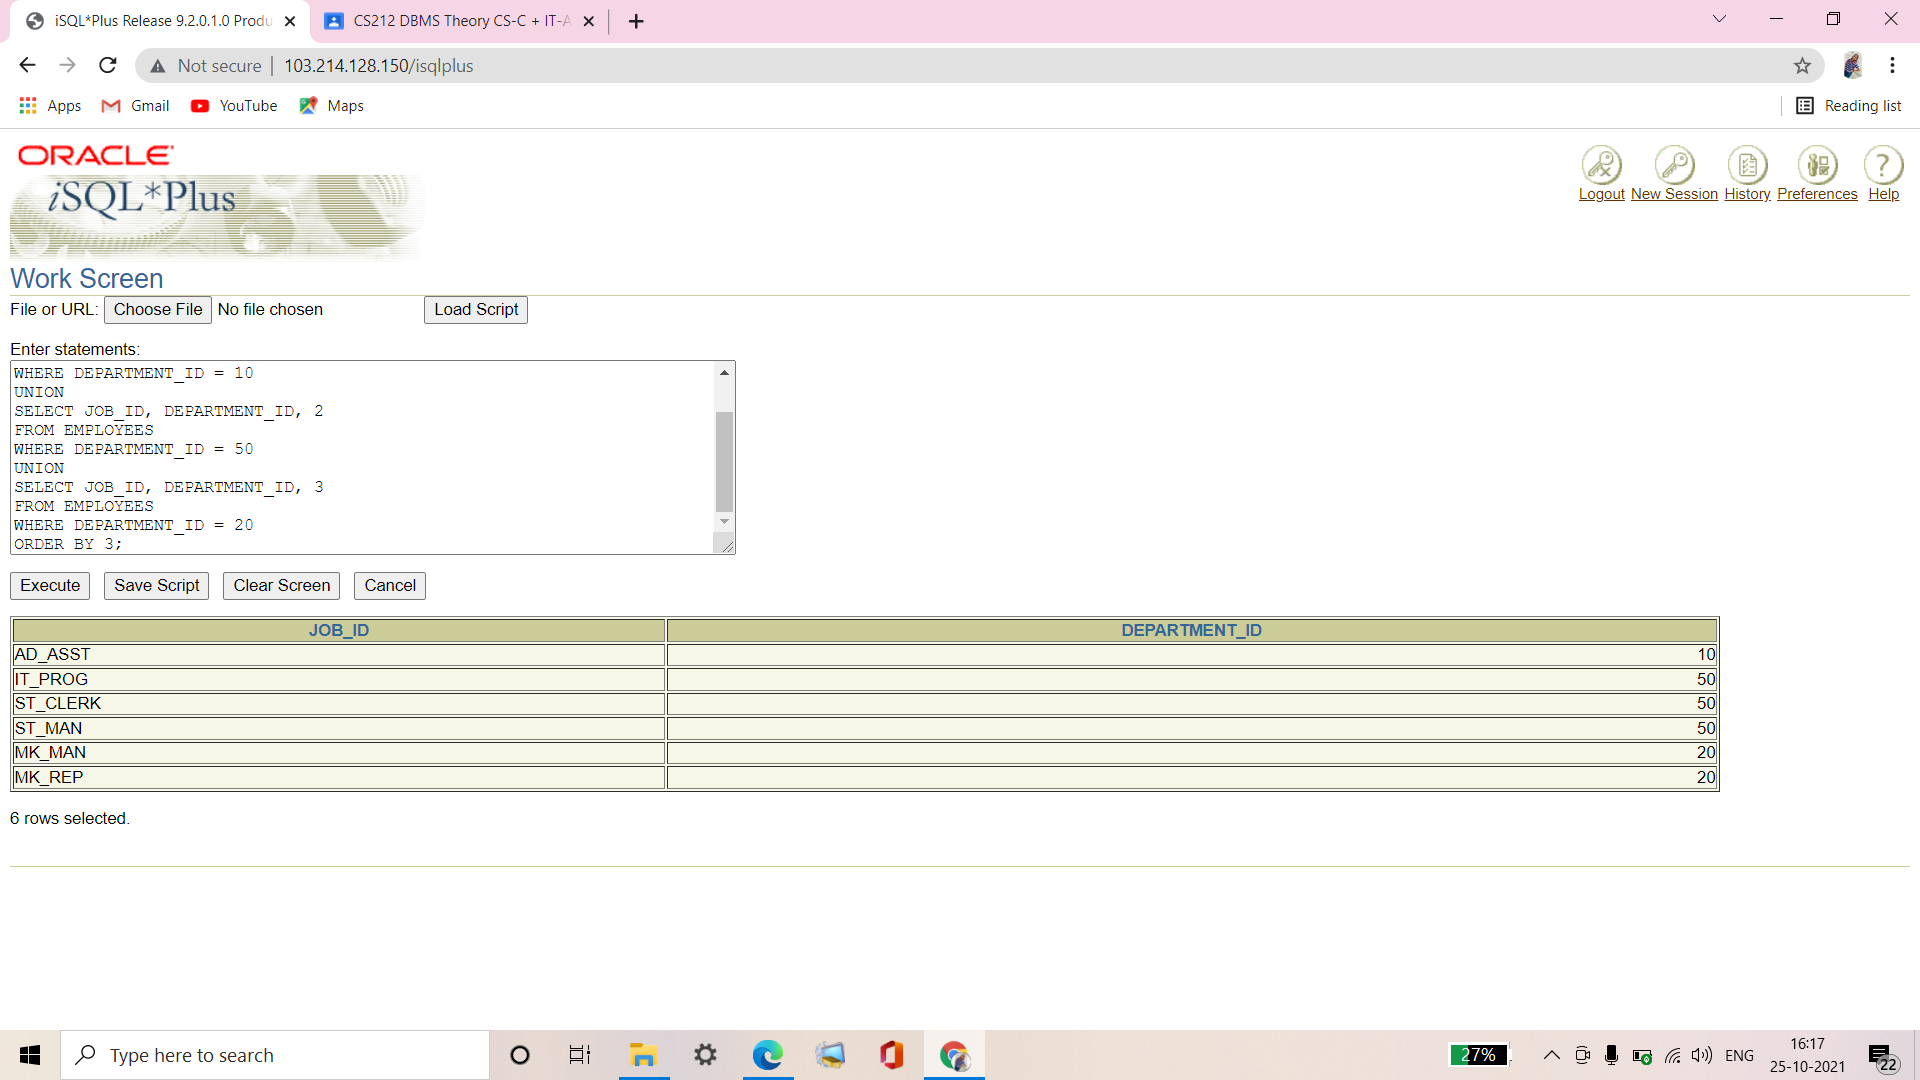 iSQL*Plus Release 9.2.0.1.0 Produ
CS212 DBMS Theory CS-C + IT-A
Not secure | 103.214.128.150/isqlplus
Apps Gmail YouTube Maps
Reading list
ORACLE
iSQL*Plus
Logout New Session History Preferences Help
Work Screen
File or URL: Choose File No file chosen Load Script
Enter statements:
WHERE DEPARTMENT_ID = 10
UNION
SELECT JOB_ID, DEPARTMENT_ID, 2
FROM EMPLOYEES
WHERE DEPARTMENT_ID = 50
UNION
SELECT JOB_ID, DEPARTMENT_ID, 3
FROM EMPLOYEES
WHERE DEPARTMENT_ID = 20
ORDER BY 3;
Execute Save Script Clear Screen Cancel
JOB_ID DEPARTMENT_ID
AD_ASST 10
IT_PROG 50
ST_CLERK 50
ST_MAN 50
MK_MAN 20
MK_REP 20
6 rows selected.
Type here to search
27%
ENG
16:17
25-10-2021
22